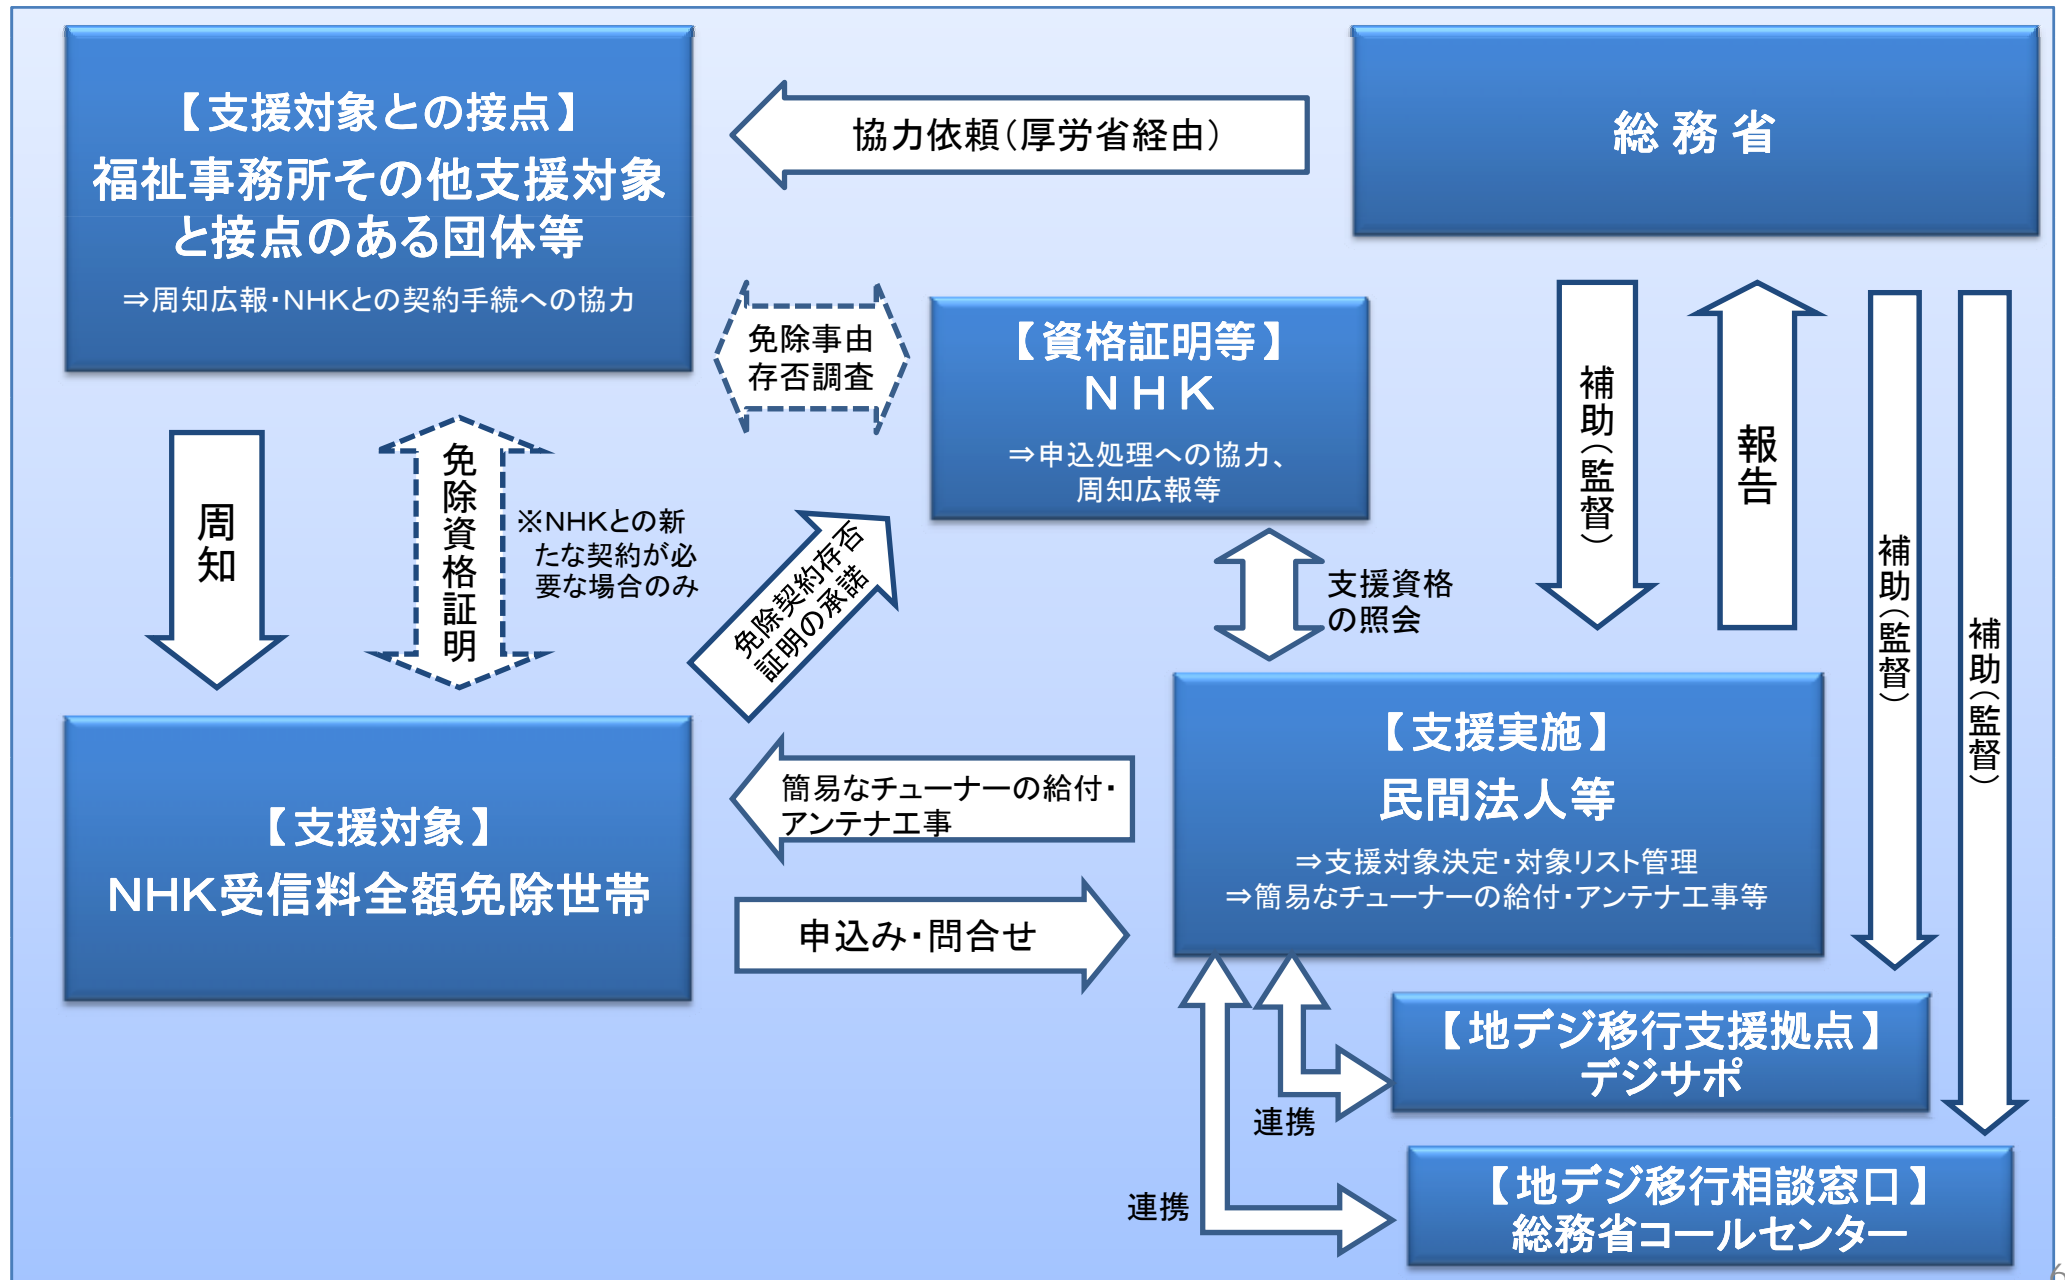 【支援対象との接点】
福祉事務所その他支援対象
と接点のある団体等
⇒周知広報・NHKとの契約手続への協力
協力依頼（厚労省経由）
総務省
免除事由
存否調査
【資格証明等】
NHK
⇒申込処理への協力、
周知広報等
補助（監督）
報告
補助（監督）
補助（監督）
周知
免除資格証明
※NHKとの新
たな契約が必
要な場合のみ
免除契約存否
証明の承諾
支援資格
の照会
【支援対象】
NHK受信料全額免除世帯
簡易なチューナーの給付・
アンテナ工事
申込み・問合せ
【支援実施】
民間法人等
⇒支援対象決定・対象リスト管理
⇒簡易なチューナーの給付・アンテナ工事等
連携
【地デジ移行支援拠点】
デジサポ
連携
【地デジ移行相談窓口】
総務省コールセンター